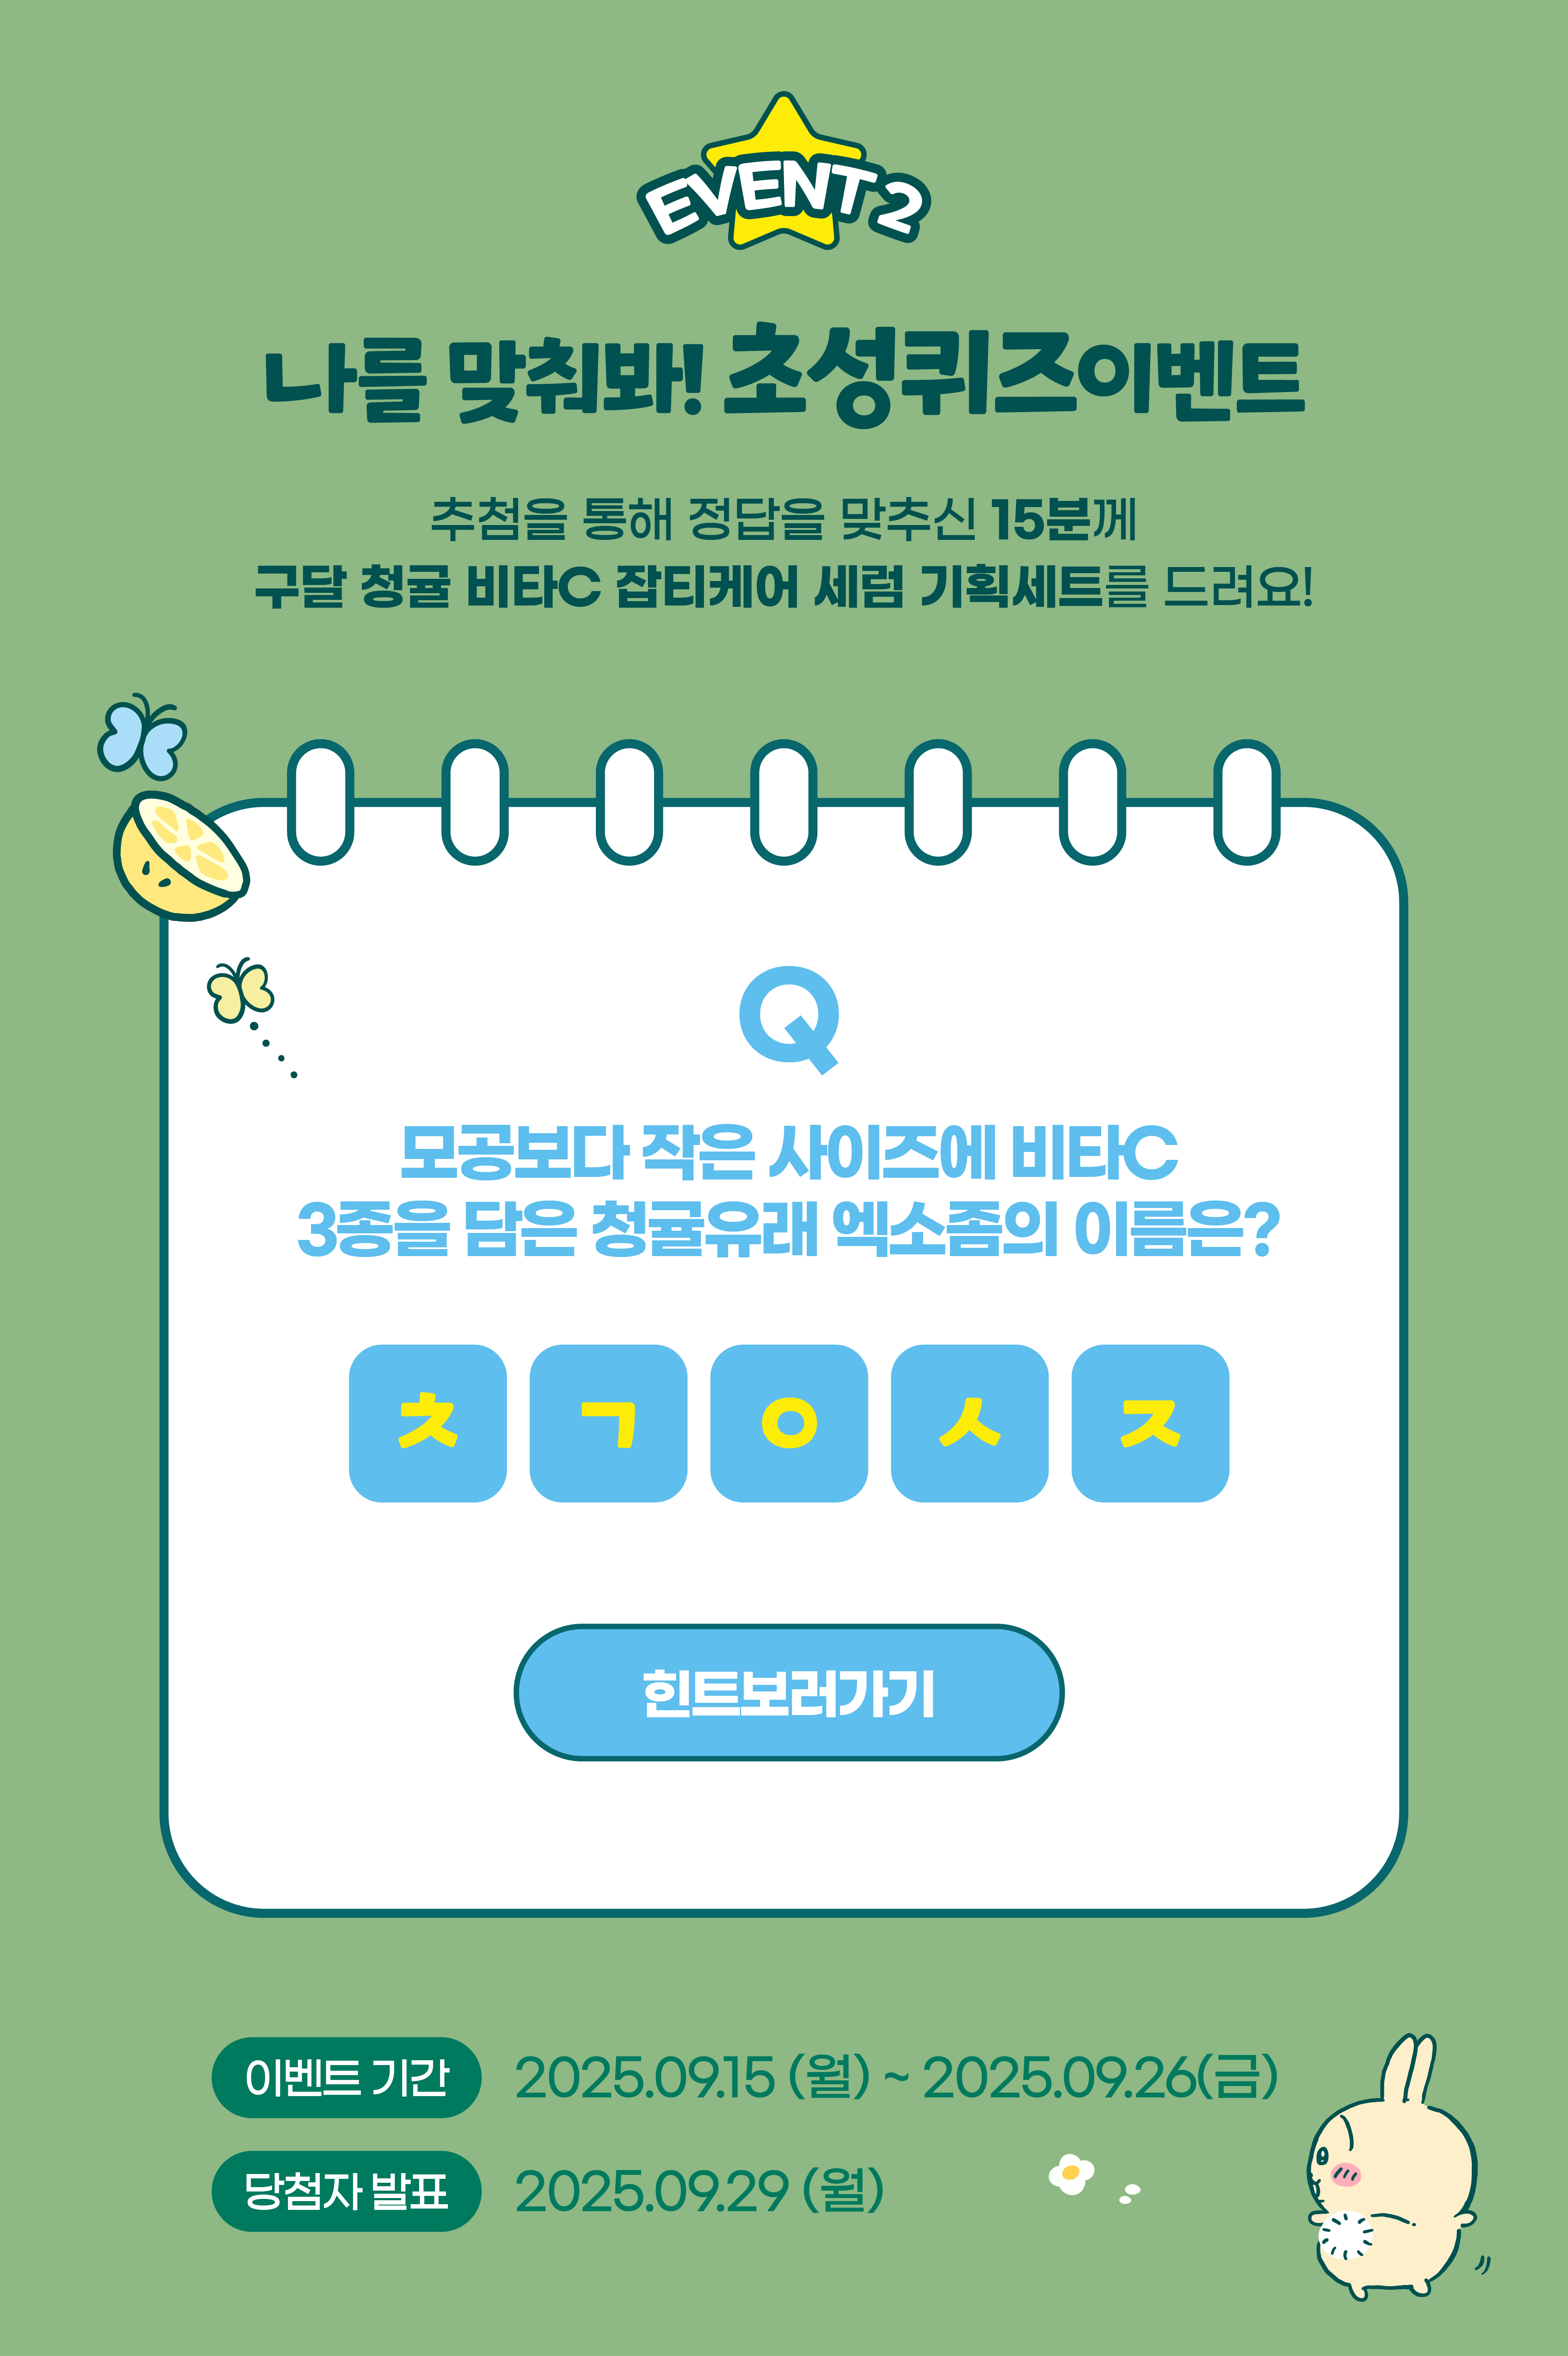 EVENT 2
나를 맞춰봐! 초성퀴즈이벤트
추첨을 통해 정답을 맞추신 15분께
구달 청귤 비타C 잡티케어 세럼 기획세트를 드려요!
Q
모공보다 작은 사이즈에 비타C
3종을 담은 청귤유래 엑소좀의 이름은?
ㅊ ㄱ ㅇ ㅅ ㅈ
힌트보러가기
이벤트 기간 2025.09.15 (월) ~ 2025.09.26(금)
당첨자 발표 2025.09.29 (월)